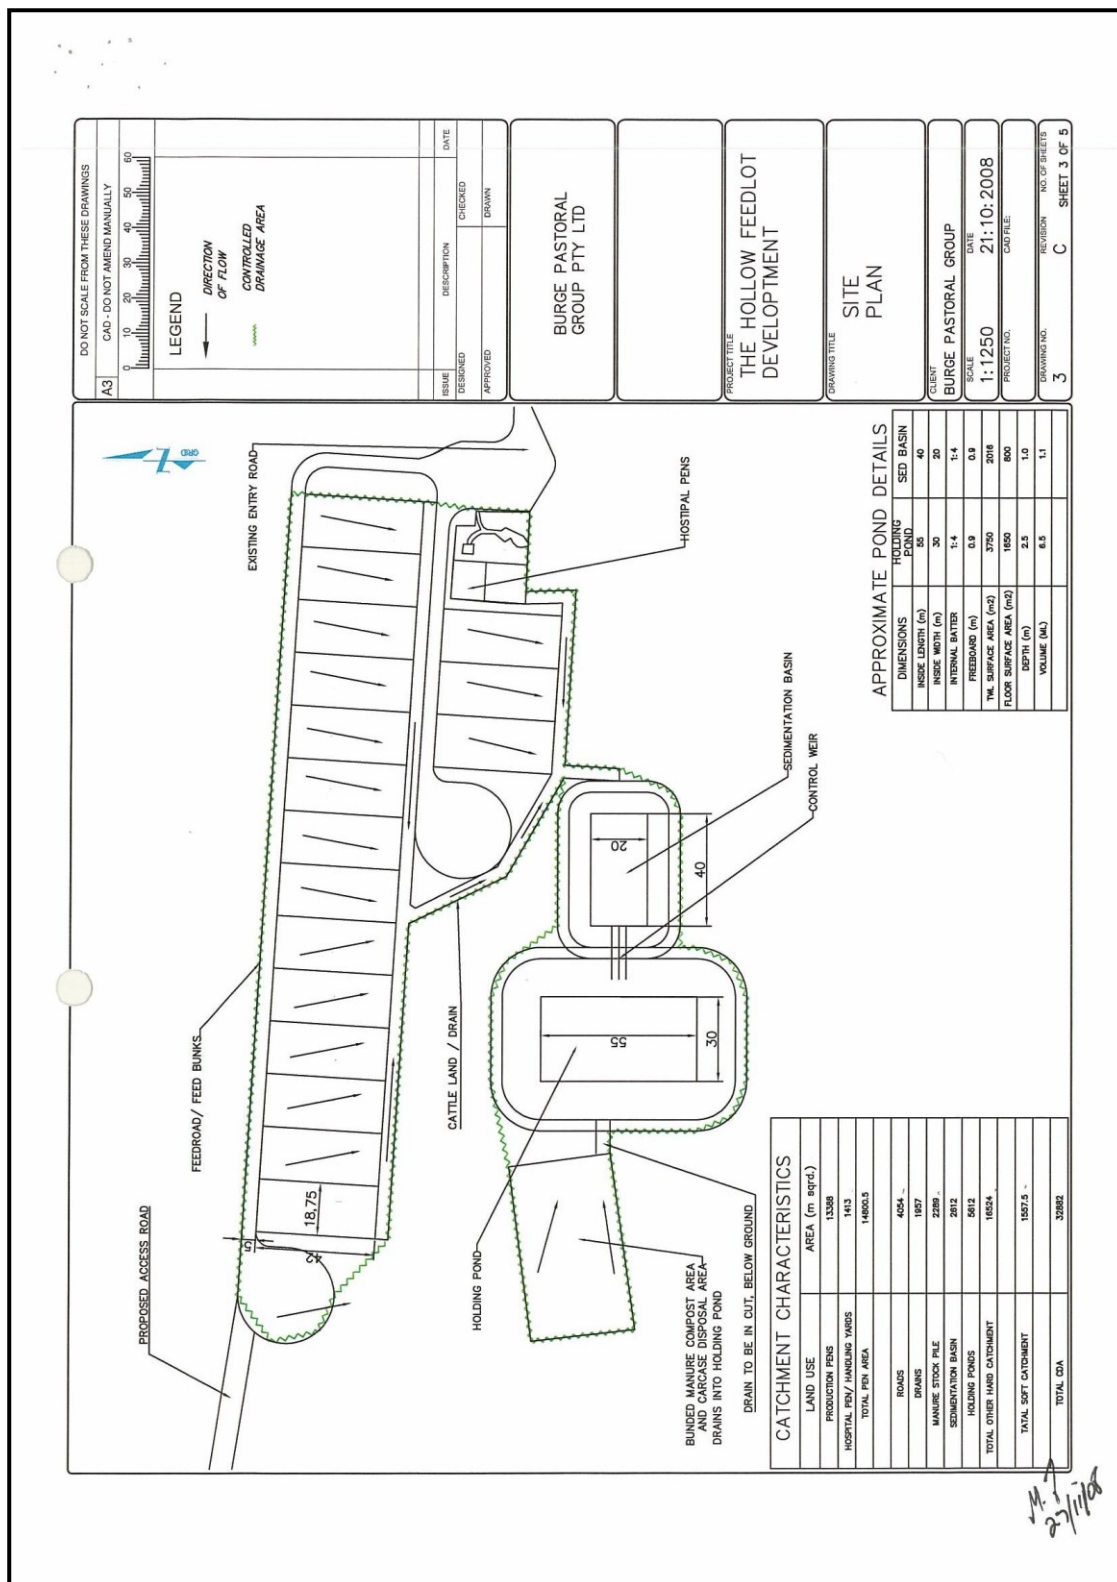 PROPOSED ACCESS ROAD
FEEDROAD/ FEED BUNKS
EXISTING ENTRY ROAD
GRID
N
18.75
5
42
CATTLE LAND / DRAIN
HOLDING POND
HOSTIPAL PENS
SEDIMENTATION BASIN
CONTROL WEIR
55
30
20
40
BUNDED MANURE COMPOST AREA
AND CARCASE DISPOSAL AREA
DRAINS INTO HOLDING POND
DRAIN TO BE IN CUT, BELOW GROUND
CATCHMENT CHARACTERISTICS
LAND USE AREA (m sqrd.)
PRODUCTION PENS 13388
HOSPITAL PEN/ HANDLING YARDS 1413
TOTAL PEN AREA 14800.5
ROADS 4054
DRAINS 1957
MANURE STOCK PILE 2289
SEDIMENTATION BASIN 2612
HOLDING PONDS 5612
TOTAL OTHER HARD CATCHMENT 16524
TATAL SOFT CATCHMENT 1557.5
TOTAL CDA 32882
APPROXIMATE POND DETAILS
DIMENSIONS HOLDING POND SED BASIN
INSIDE LENGTH (m) 55 40
INSIDE WIDTH (m) 30 20
INTERNAL BATTER 1:4 1:4
FREEBOARD (m) 0.9 0.9
TWL SURFACE AREA (m2) 3750 2016
FLOOR SURFACE AREA (m2) 1650 800
DEPTH (m) 2.5 1.0
VOLUME (ML) 6.5 1.1
DO NOT SCALE FROM THESE DRAWINGS
A3 CAD - DO NOT AMEND MANUALLY
0 10 20 30 40 50 60
LEGEND
DIRECTION
OF FLOW
CONTROLLED
DRAINAGE AREA
ISSUE DESCRIPTION DATE
DESIGNED CHECKED
APPROVED DRAWN
BURGE PASTORAL
GROUP PTY LTD
PROJECT TITLE
THE HOLLOW FEEDLOT
DEVELOPTMENT
DRAWING TITLE
SITE
PLAN
CLIENT
BURGE PASTORAL GROUP
SCALE DATE
1:1250 21:10:2008
PROJECT NO. CAD FILE:
DRAWING NO. REVISION NO. OF SHEETS
3 C SHEET 3 OF 5
27/11/08